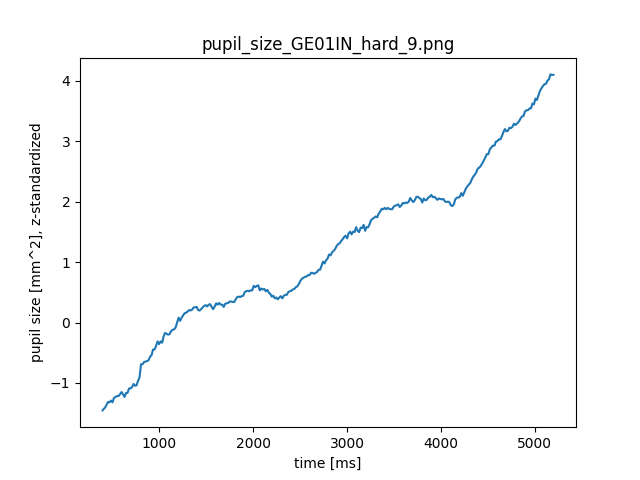 pupil_size_GE01IN_hard_9.png
pupil size [mm^2], z-standardized
4
3
2
1
0
−1
1000 2000 3000 4000 5000
time [ms]